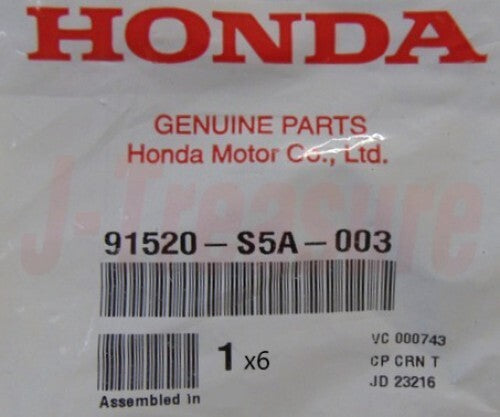 HONDA
GENUINE PARTS
Honda Motor Co., Ltd.
J-Treasure
91520-S5A-003
1 x6
VC 000743
CP CRN T
JD 23216
Assembled in